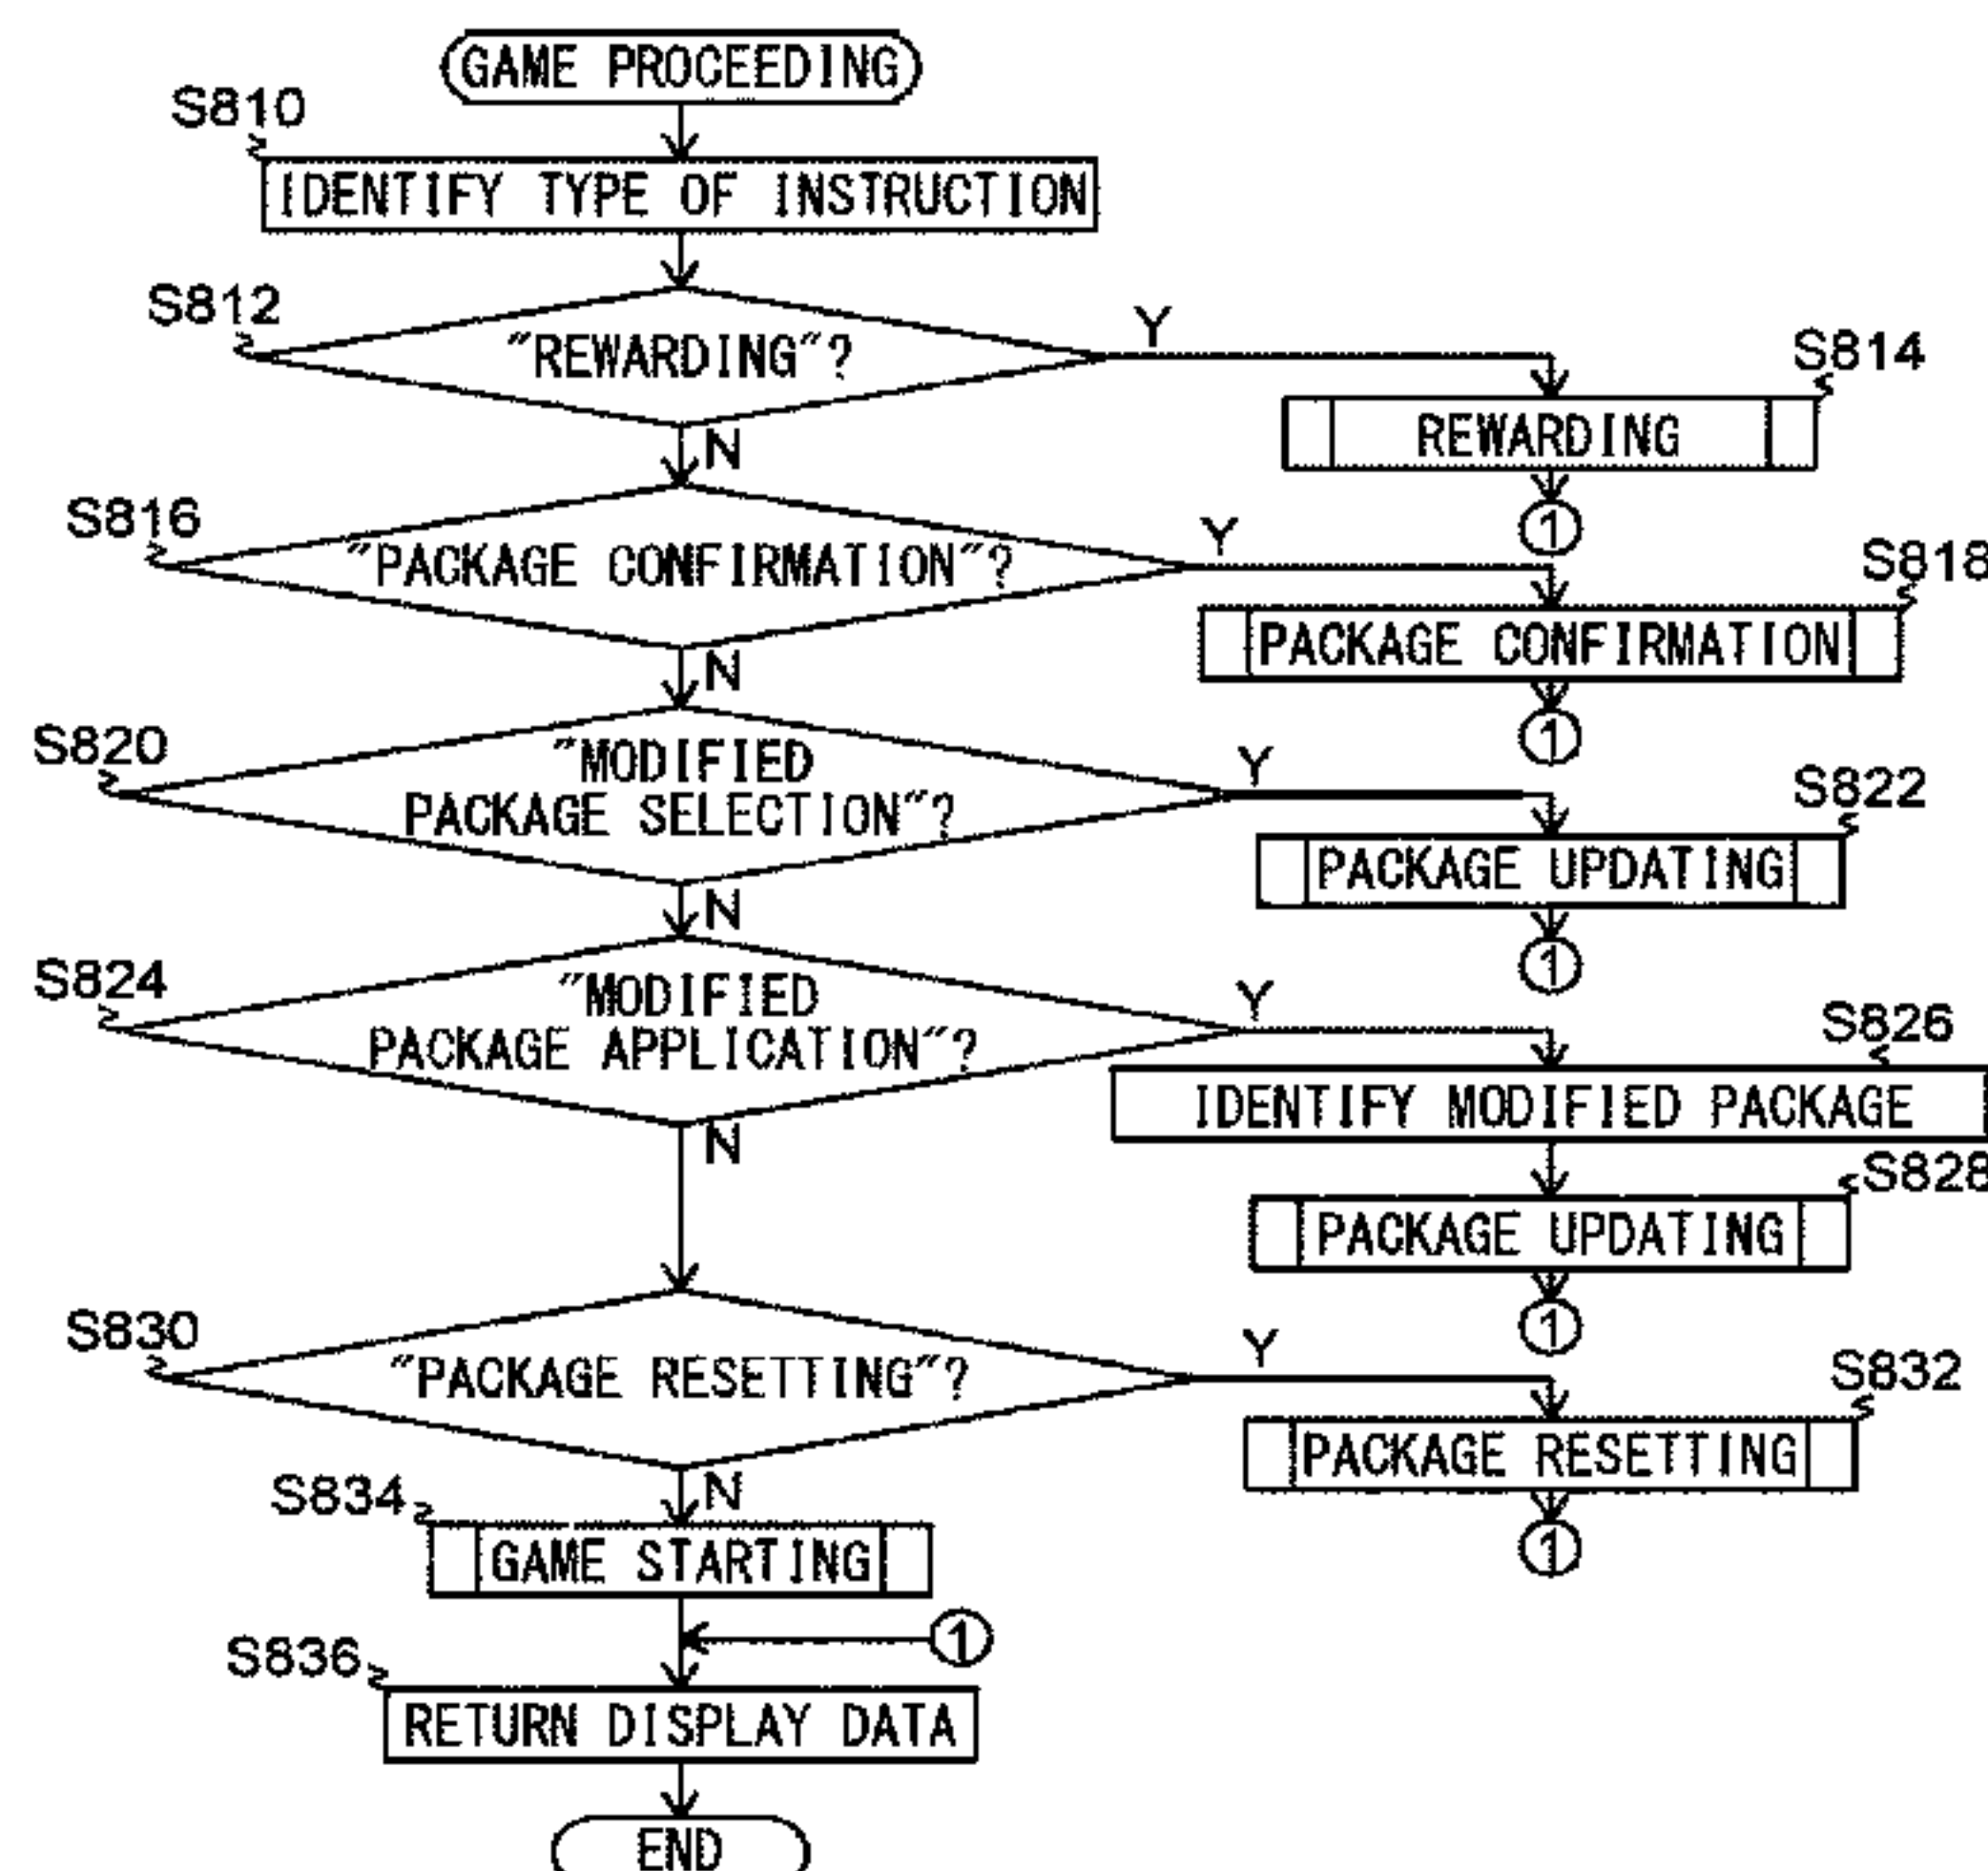 GAME PROCEEDING
S810
IDENTIFY TYPE OF INSTRUCTION
S812
"REWARDING"?
Y
S814
REWARDING
N
1
S816
"PACKAGE CONFIRMATION"?
Y
S818
PACKAGE CONFIRMATION
N
1
S820
"MODIFIED
PACKAGE SELECTION"?
Y
S822
PACKAGE UPDATING
N
1
S824
"MODIFIED
PACKAGE APPLICATION"?
Y
S826
IDENTIFY MODIFIED PACKAGE
N
S828
PACKAGE UPDATING
1
S830
"PACKAGE RESETTING"?
Y
S832
PACKAGE RESETTING
N
1
S834
GAME STARTING
1
S836
RETURN DISPLAY DATA
END